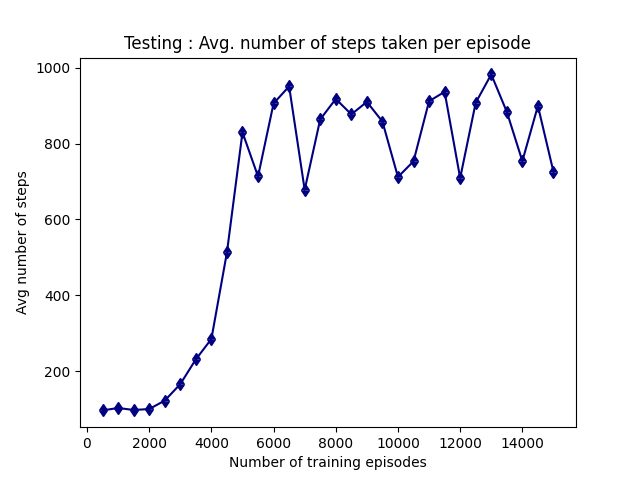 Testing : Avg. number of steps taken per episode
1000
800
600
400
200
Avg number of steps
0 2000 4000 6000 8000 10000 12000 14000
Number of training episodes